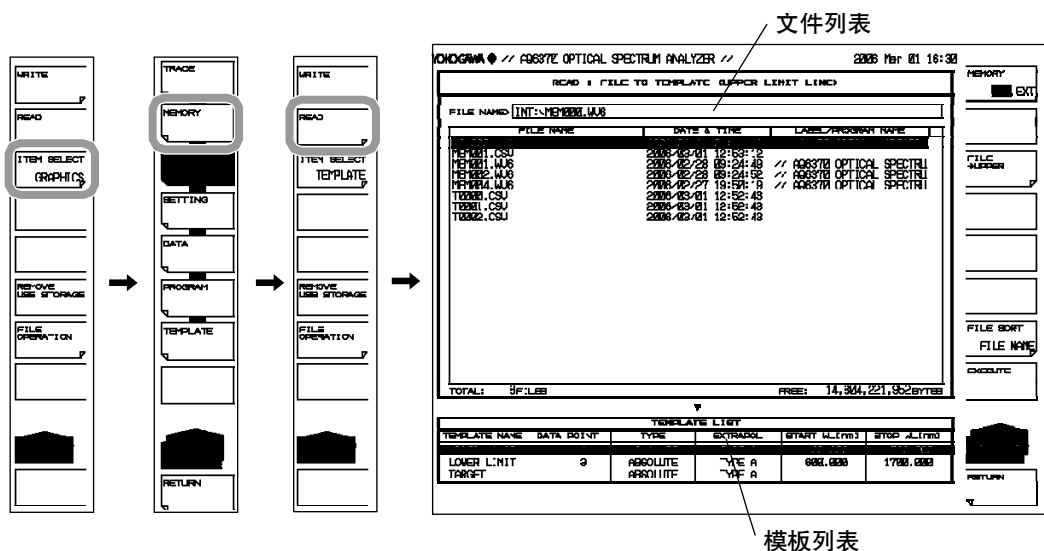 文件列表
WRITE
READ
ITEM SELECT
GRAPHICS
REMOVE
USB STORAGE
FILE
OPERATION
TRACE
MEMORY
SETTING
DATA
PROGRAM
TEMPLATE
RETURN
WRITE
READ
ITEM SELECT
TEMPLATE
REMOVE
USB STORAGE
FILE
OPERATION
YOKOGAWA // AQ6370 OPTICAL SPECTRUM ANALYZER // 2006 Mar 01 16:30
READ : FILE TO TEMPLATE (UPPER LIMIT LINE)
FILE NAME> INT:\MEM000.WV6
FILE NAME DATE & TIME LABEL/PROGRAM NAME
MEM001.CSV 2006/03/01 12:53:12
MEM001.WV6 2006/02/28 09:24:49 // AQ6370 OPTICAL SPECTRU
MEM002.WV6 2006/02/28 09:24:52 // AQ6370 OPTICAL SPECTRU
MEM004.WV6 2006/02/27 19:50:19 // AQ6370 OPTICAL SPECTRU
T0000.CSV 2006/03/01 12:52:43
T0001.CSV 2006/03/01 12:52:43
T0002.CSV 2006/03/01 12:52:43
TOTAL: FILES FREE: 14,904,221,952BYTES
TEMPLATE LIST
TEMPLATE NAME DATA POINT TYPE EXTRAPOL START WL[nm] STOP WL[nm]
LOWER LIMIT 3 ABSOLUTE TYPE A 600.000 1700.000
TARGET ABSOLUTE TYPE A
MEMORY
EXT
FILE
→UPPER
FILE SORT
FILE NAME
EXECUTE
RETURN
模板列表